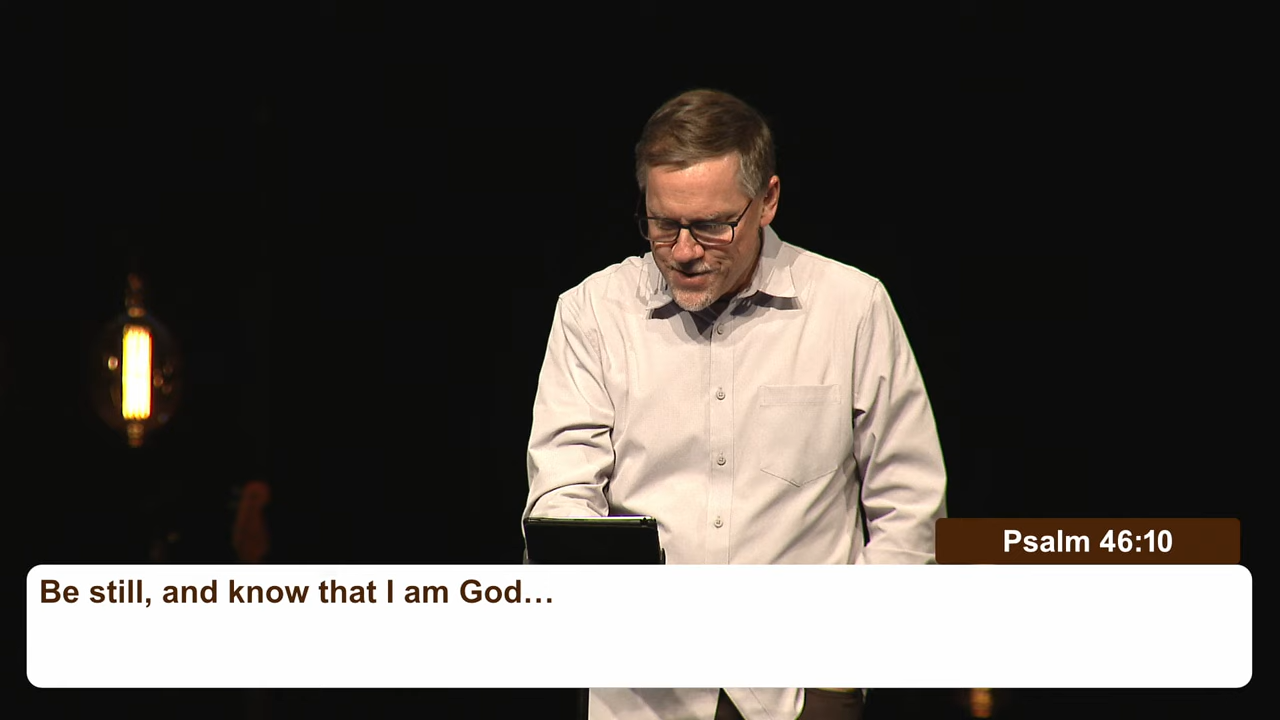 Psalm 46:10
Be still, and know that I am God…